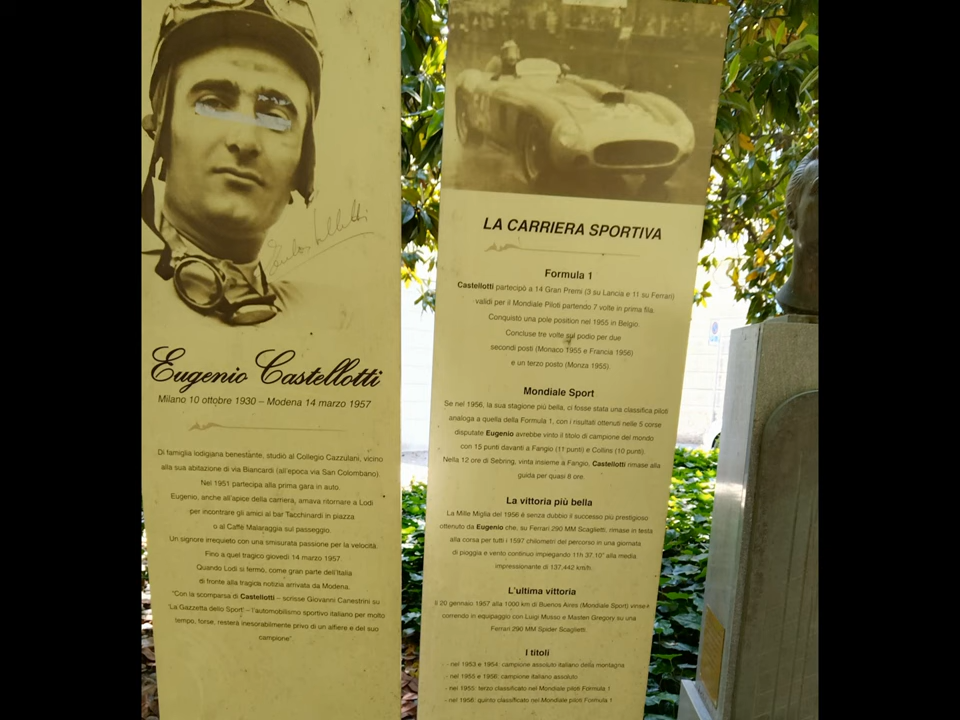 Eugenio Castellotti
Milano 10 ottobre 1930 – Modena 14 marzo 1957
Di famiglia lodigiana benestante, studiò al Collegio Cazzulani, vicino
alla sua abitazione di via Biancardi (all'epoca via San Colombano).
Nel 1951 partecipa alla prima gara in auto.
Eugenio, anche all'apice della carriera, amava ritornare a Lodi
per incontrare gli amici al bar Tacchinardi in piazza
o al Caffè Malaraggia sul passeggio.
Un signore irrequieto con una smisurata passione per la velocità.
Fino a quel tragico giovedì 14 marzo 1957.
Quando Lodi si fermò, come gran parte dell'Italia
di fronte alla tragica notizia arrivata da Modena.
"Con la scomparsa di Castellotti – scrisse Giovanni Canestrini su
'La Gazzetta dello Sport' – l'automobilismo sportivo italiano per molto
tempo, forse, resterà inesorabilmente privo di un alfiere e del suo
campione".
LA CARRIERA SPORTIVA
Formula 1
Castellotti partecipò a 14 Gran Premi (3 su Lancia e 11 su Ferrari)
validi per il Mondiale Piloti partendo 7 volte in prima fila.
Conquistò una pole position nel 1955 in Belgio.
Concluse tre volte sul podio per due
secondi posti (Monaco 1955 e Francia 1956)
e un terzo posto (Monza 1955).
Mondiale Sport
Se nel 1956, la sua stagione più bella, ci fosse stata una classifica piloti
analoga a quella della Formula 1, con i risultati ottenuti nelle 5 corse
disputate Eugenio avrebbe vinto il titolo di campione del mondo
con 15 punti davanti a Fangio (11 punti) e Collins (10 punti)
Nella 12 ore di Sebring, vinta insieme a Fangio, Castellotti rimase alla
guida per quasi 8 ore.
La vittoria più bella
La Mille Miglia del 1956 è senza dubbio il successo più prestigioso
ottenuto da Eugenio che, su Ferrari 290 MM Scaglietti, rimase in testa
alla corsa per tutti i 1597 chilometri del percorso in una giornata
di pioggia e vento continuo impiegando 11h 37.10" alla media
impressionante di 137,442 km/h.
L'ultima vittoria
Il 20 gennaio 1957 alla 1000 km di Buenos Aires (Mondiale Sport) vinse
correndo in equipaggio con Luigi Musso e Masten Gregory su una
Ferrari 290 MM Spider Scaglietti.
I titoli
- nel 1953 e 1954: campione assoluto italiano della montagna
- nel 1955 e 1956: campione italiano assoluto
- nel 1955: terzo classificato nel Mondiale piloti Formula 1
- nel 1956: quinto classificato nel Mondiale piloti Formula 1